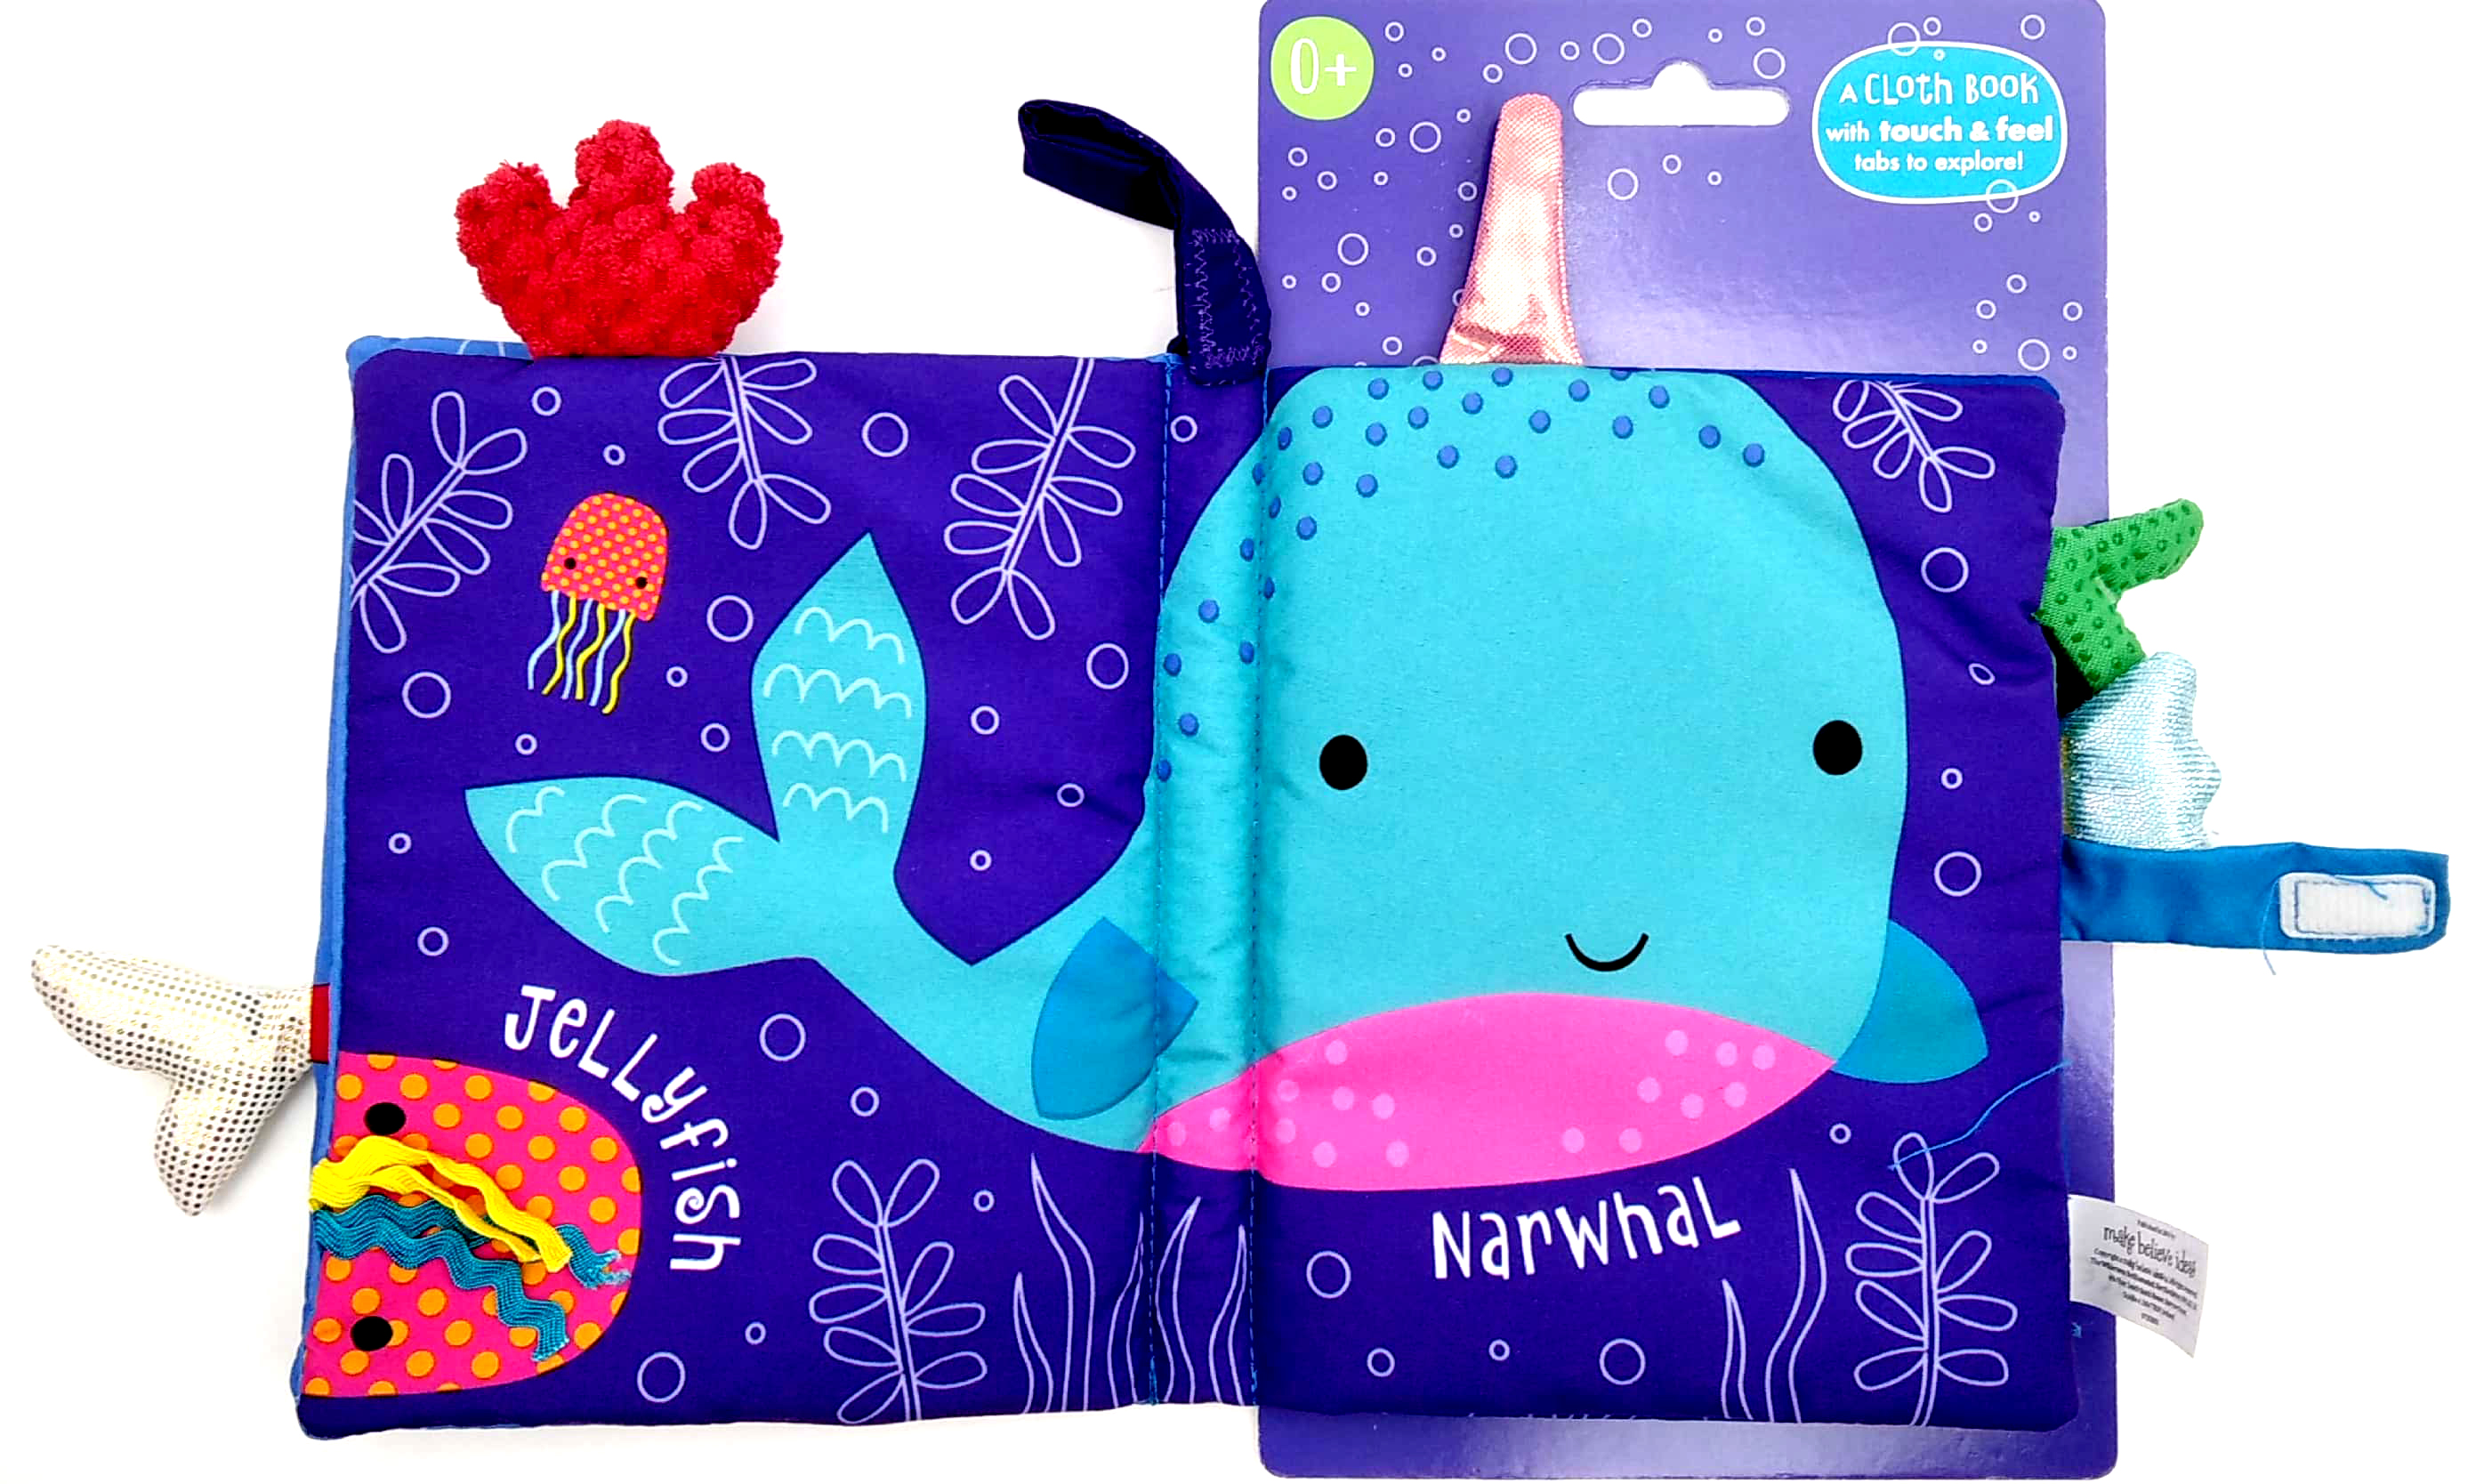 0+
A CLOTH BOOK
with touch & feel
tabs to explore!
JELLYFISH
NARWHAL
make believe ideas